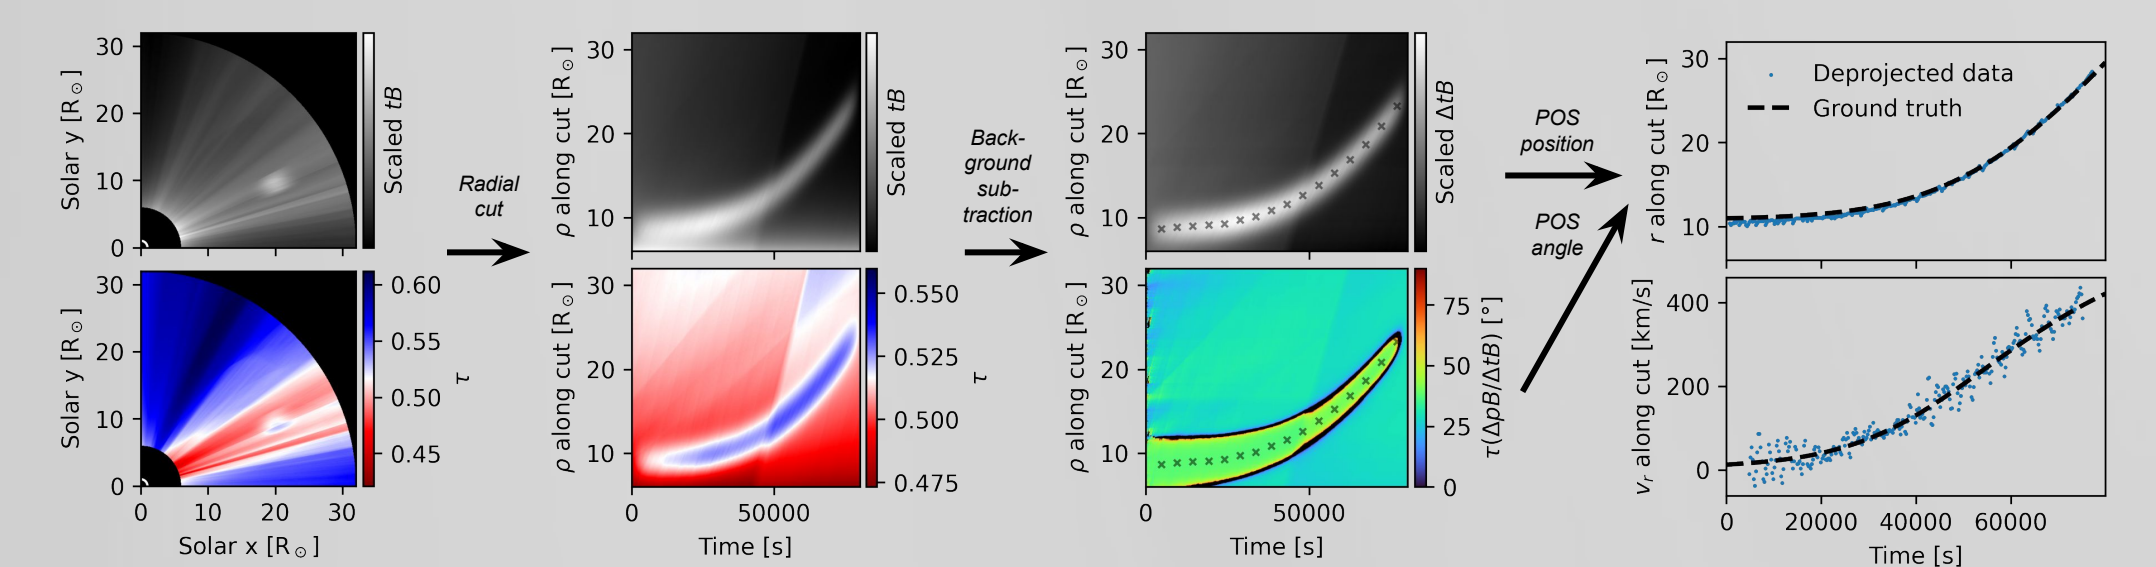 30
20
10
0
Solar y [R☉]
Scaled tB
30
20
10
0
Solar y [R☉]
0.60
0.55
0.50
0.45
τ
0 10 20 30
Solar x [R☉]
Radial
cut
30
20
10
ρ along cut [R☉]
Scaled tB
30
20
10
ρ along cut [R☉]
0.550
0.525
0.500
0.475
τ
0 50000
Time [s]
Back-
ground
sub-
traction
30
20
10
ρ along cut [R☉]
Scaled ΔtB
30
20
10
ρ along cut [R☉]
75
50
25
0
τ(ΔpB/ΔtB) [°]
0 50000
Time [s]
POS
position
POS
angle
30
20
10
r along cut [R☉]
Deprojected data
Ground truth
400
200
0
vᵣ along cut [km/s]
0 20000 40000 60000
Time [s]